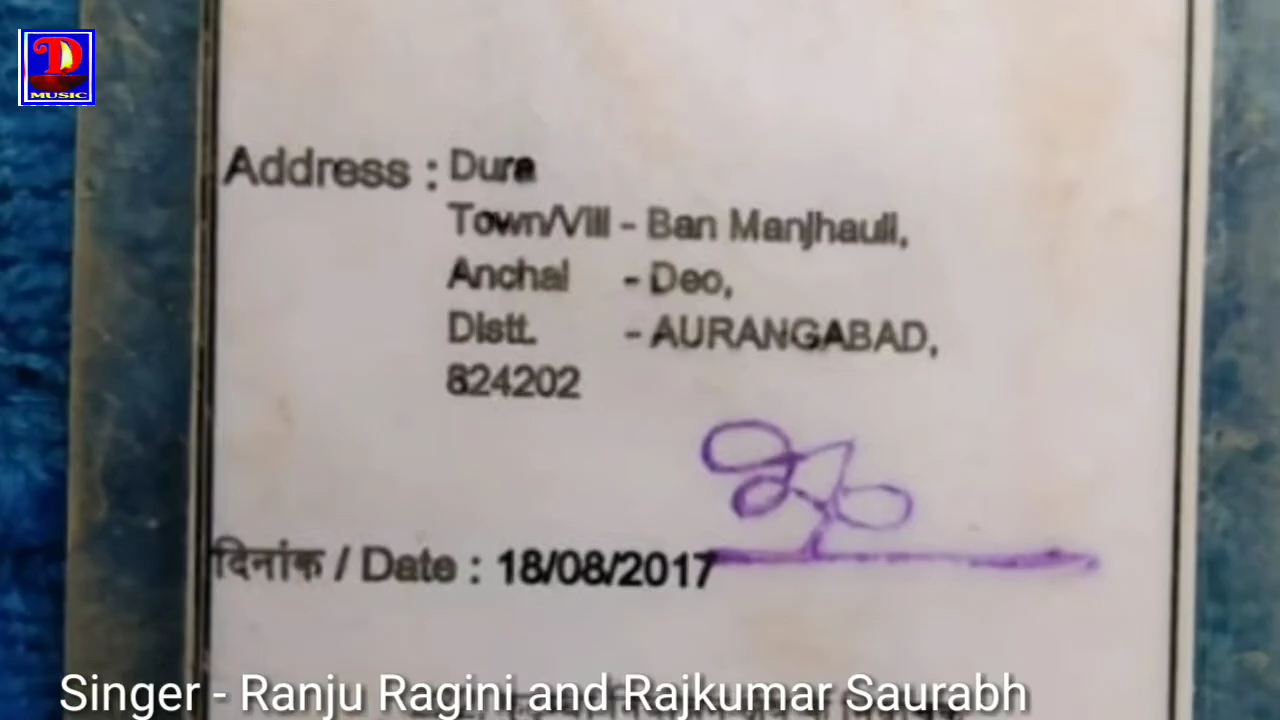 D
MUSIC
Address : Dura
Town/Vill - Ban Manjhauli,
Anchal - Deo,
Distt. - AURANGABAD,
824202
दिनांक / Date : 18/08/2017
Singer - Ranju Ragini and Rajkumar Saurabh